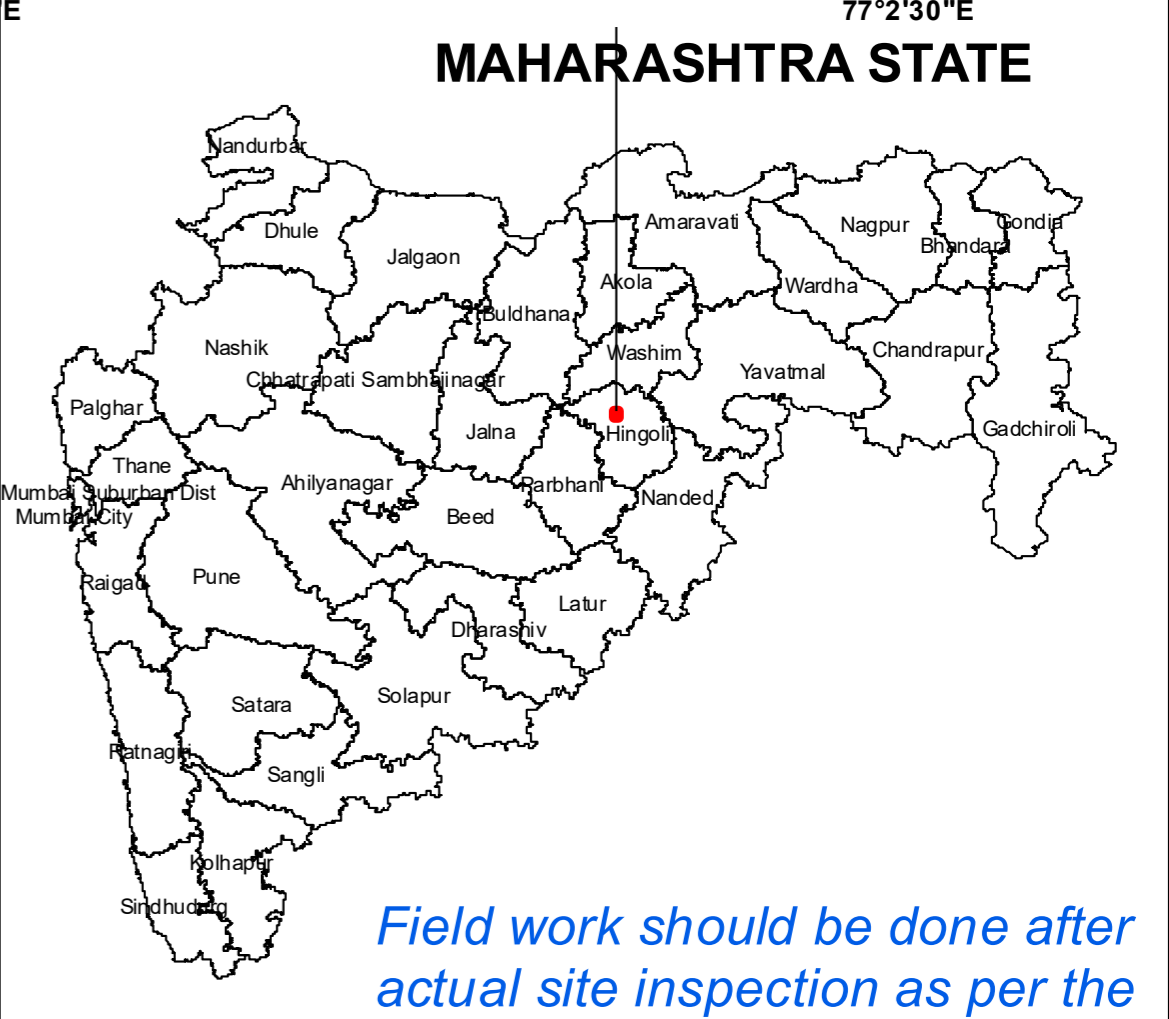 'E
77°2'30"E
MAHARASHTRA STATE
Nandurbar
Dhule
Jalgaon
Amaravati
Nagpur
Gondia
Bhandara
Akola
Wardha
Buldhana
Nashik
Washim
Chandrapur
Chhatrapati Sambhajinagar
Yavatmal
Palghar
Jalna
Hingoli
Gadchiroli
Thane
Ahilyanagar
Parbhani
Mumbai Suburban Dist
Nanded
Mumbai City
Beed
Raigad
Pune
Latur
Dharashiv
Satara
Solapur
Ratnagiri
Sangli
Kolhapur
Sindhudurg
Field work should be done after
actual site inspection as per the